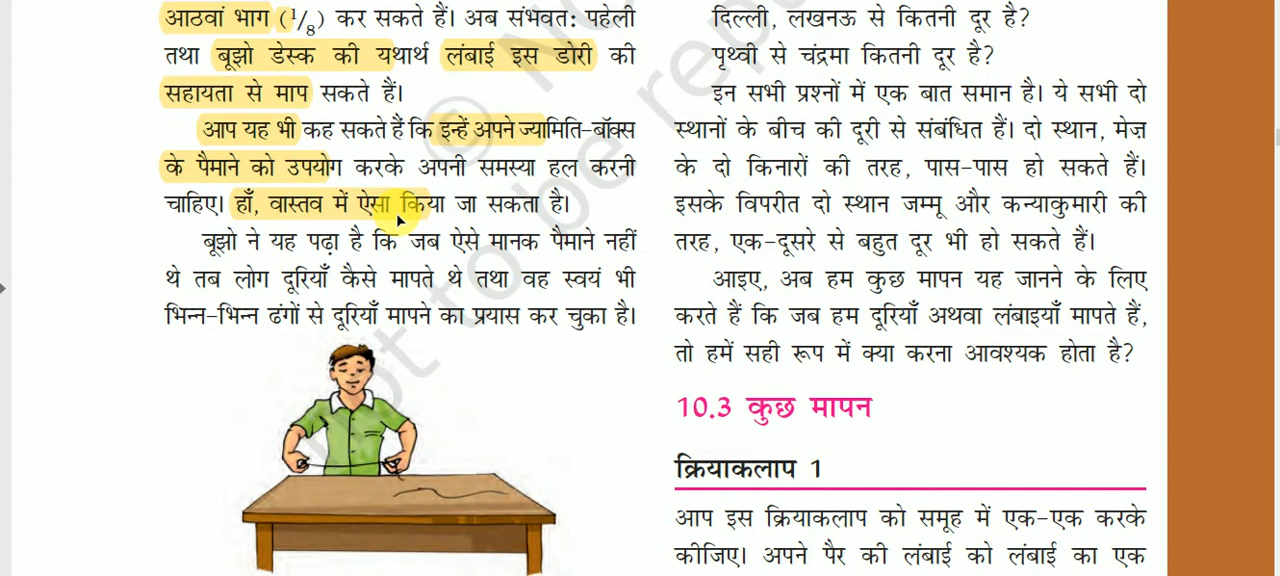 आठवां भाग (1/8) कर सकते हैं। अब संभवत: पहेली
तथा बूझो डेस्क की यथार्थ लंबाई इस डोरी की
सहायता से माप सकते हैं।
आप यह भी कह सकते हैं कि इन्हें अपने ज्यामिति-बॉक्स
के पैमाने को उपयोग करके अपनी समस्या हल करनी
चाहिए। हाँ, वास्तव में ऐसा किया जा सकता है।
बूझो ने यह पढ़ा है कि जब ऐसे मानक पैमाने नहीं
थे तब लोग दूरियाँ कैसे मापते थे तथा वह स्वयं भी
भिन्न-भिन्न ढंगों से दूरियाँ मापने का प्रयास कर चुका है।
दिल्ली, लखनऊ से कितनी दूर है?
पृथ्वी से चंद्रमा कितनी दूर है?
इन सभी प्रश्नों में एक बात समान है। ये सभी दो
स्थानों के बीच की दूरी से संबंधित हैं। दो स्थान, मेज़
के दो किनारों की तरह, पास-पास हो सकते हैं।
इसके विपरीत दो स्थान जम्मू और कन्याकुमारी की
तरह, एक-दूसरे से बहुत दूर भी हो सकते हैं।
आइए, अब हम कुछ मापन यह जानने के लिए
करते हैं कि जब हम दूरियाँ अथवा लंबाइयाँ मापते हैं,
तो हमें सही रूप में क्या करना आवश्यक होता है?
10.3 कुछ मापन
क्रियाकलाप 1
आप इस क्रियाकलाप को समूह में एक-एक करके
कीजिए। अपने पैर की लंबाई को लंबाई का एक
© N
not to be rep